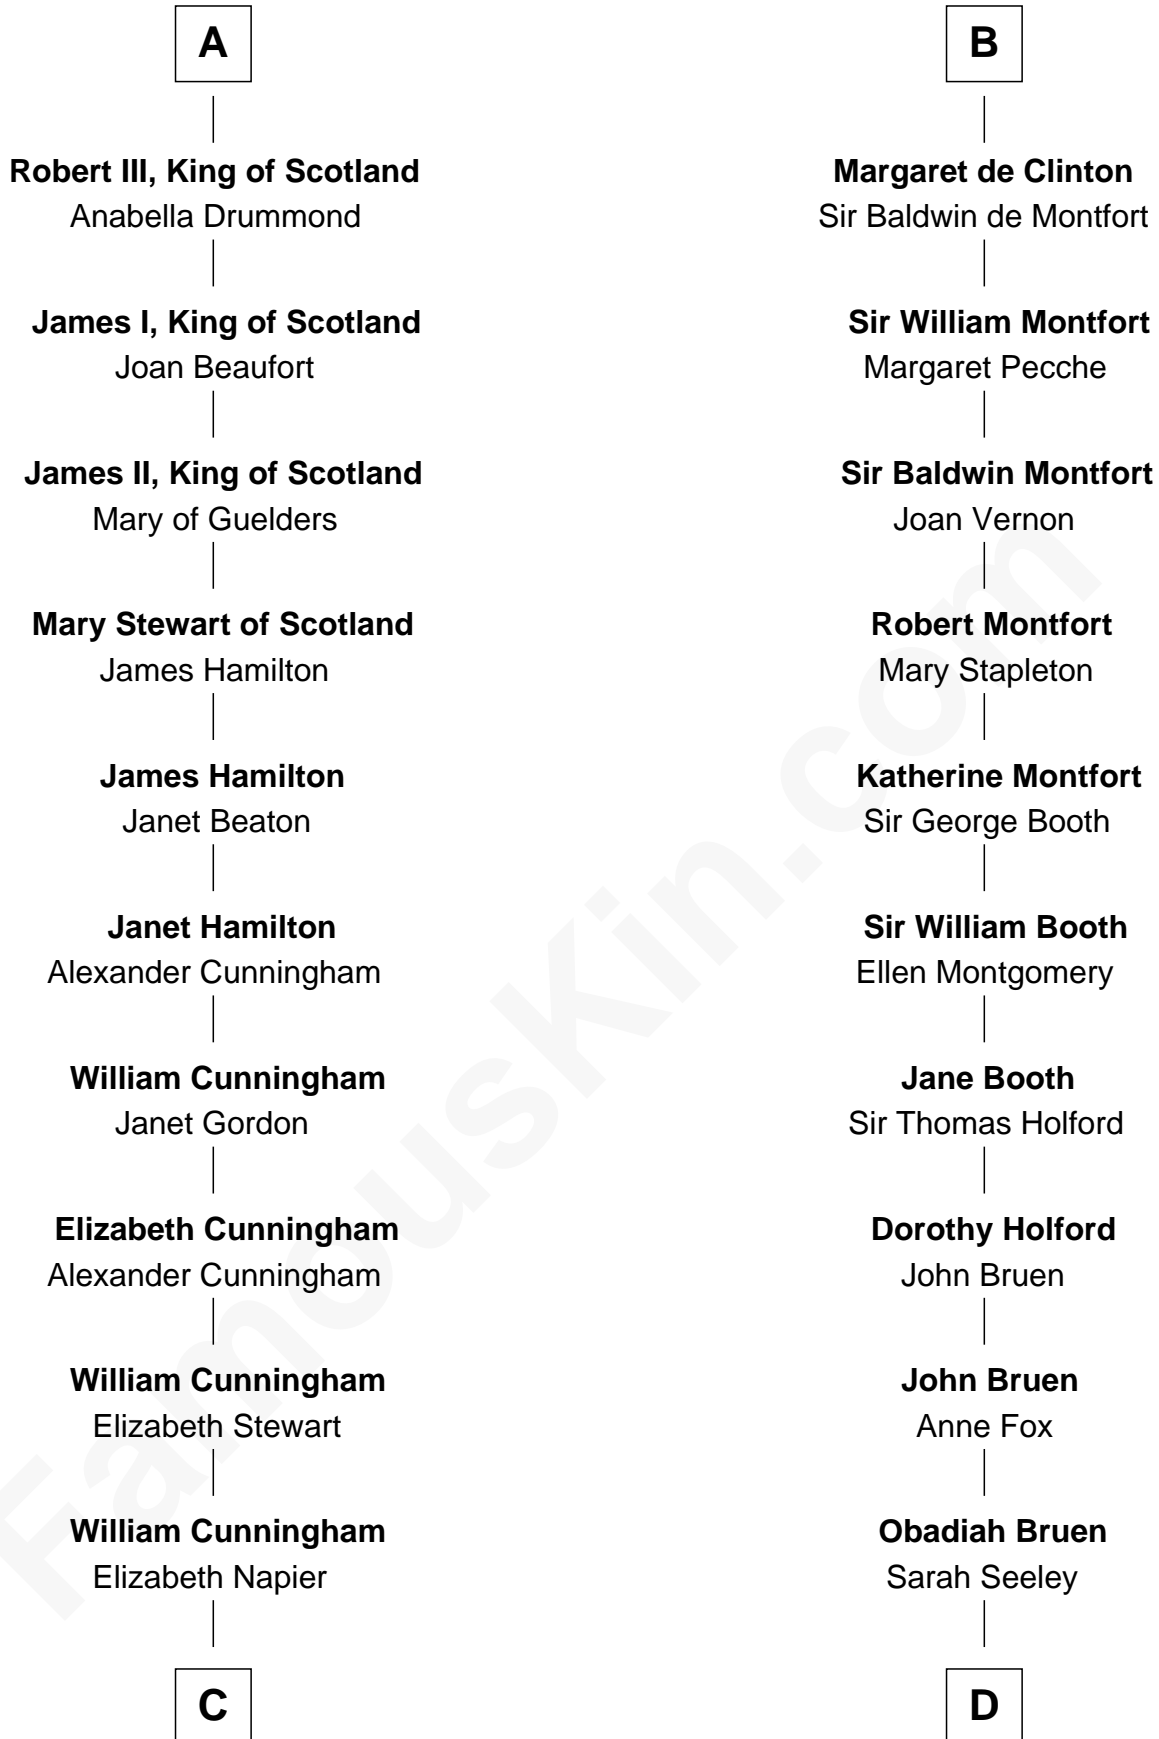 A
Robert III, King of Scotland
Anabella Drummond
James I, King of Scotland
Joan Beaufort
James II, King of Scotland
Mary of Guelders
Mary Stewart of Scotland
James Hamilton
James Hamilton
Janet Beaton
Janet Hamilton
Alexander Cunningham
William Cunningham
Janet Gordon
Elizabeth Cunningham
Alexander Cunningham
William Cunningham
Elizabeth Stewart
William Cunningham
Elizabeth Napier
C
B
Margaret de Clinton
Sir Baldwin de Montfort
Sir William Montfort
Margaret Pecche
Sir Baldwin Montfort
Joan Vernon
Robert Montfort
Mary Stapleton
Katherine Montfort
Sir George Booth
Sir William Booth
Ellen Montgomery
Jane Booth
Sir Thomas Holford
Dorothy Holford
John Bruen
John Bruen
Anne Fox
Obadiah Bruen
Sarah Seeley
D
FamousKin.com